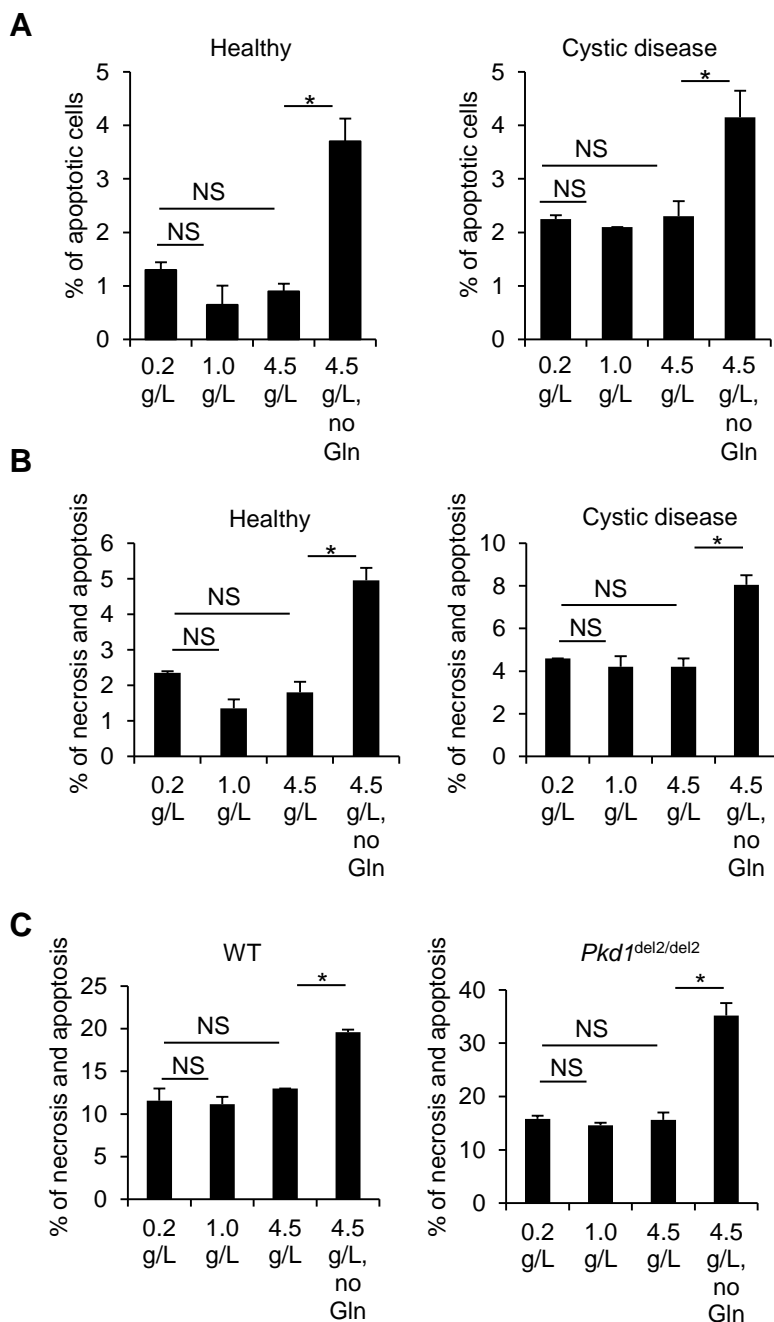 A
Healthy
% of apoptotic cells
5
4
3
2
1
0
NS
NS
*
0.2
g/L
1.0
g/L
4.5
g/L
4.5
g/L,
no
Gln
Cystic disease
% of apoptotic cells
5
4
3
2
1
0
NS
NS
*
0.2
g/L
1.0
g/L
4.5
g/L
4.5
g/L,
no
Gln
B
Healthy
% of necrosis and apoptosis
6
5
4
3
2
1
0
NS
NS
*
0.2
g/L
1.0
g/L
4.5
g/L
4.5
g/L,
no
Gln
Cystic disease
% of necrosis and apoptosis
10
8
6
4
2
0
NS
NS
*
0.2
g/L
1.0
g/L
4.5
g/L
4.5
g/L,
no
Gln
C
WT
% of necrosis and apoptosis
25
20
15
10
5
0
NS
NS
*
0.2
g/L
1.0
g/L
4.5
g/L
4.5
g/L,
no
Gln
Pkd1del2/del2
% of necrosis and apoptosis
40
30
20
10
0
NS
NS
*
0.2
g/L
1.0
g/L
4.5
g/L
4.5
g/L,
no
Gln